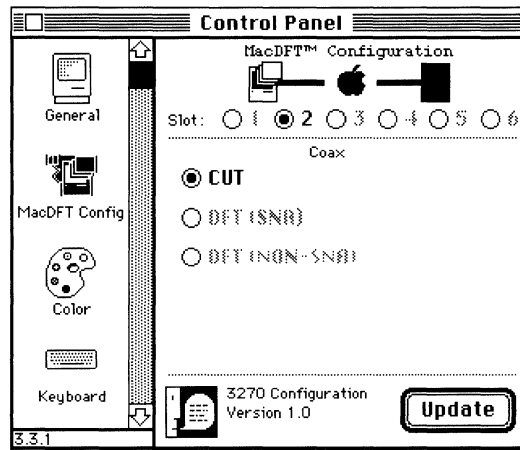 Control Panel
General
MacDFT Config
Color
Keyboard
3.3.1
MacDFT™ Configuration
Slot: 1 2 3 4 5 6
Coax
CUT
DFT (SNA)
DFT (NON-SNA)
3270 Configuration
Version 1.0
Update